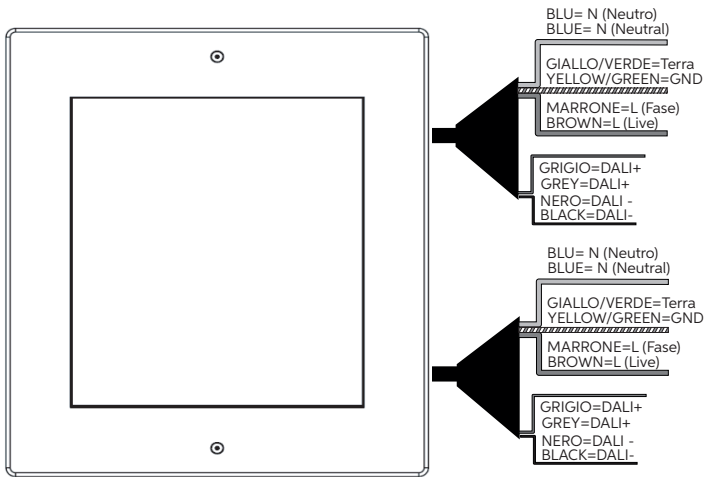 BLU= N (Neutro)
BLUE= N (Neutral)
GIALLO/VERDE=Terra
YELLOW/GREEN=GND
MARRONE=L (Fase)
BROWN=L (Live)
GRIGIO=DALI+
GREY=DALI+
NERO=DALI -
BLACK=DALI-
BLU= N (Neutro)
BLUE= N (Neutral)
GIALLO/VERDE=Terra
YELLOW/GREEN=GND
MARRONE=L (Fase)
BROWN=L (Live)
GRIGIO=DALI+
GREY=DALI+
NERO=DALI -
BLACK=DALI-